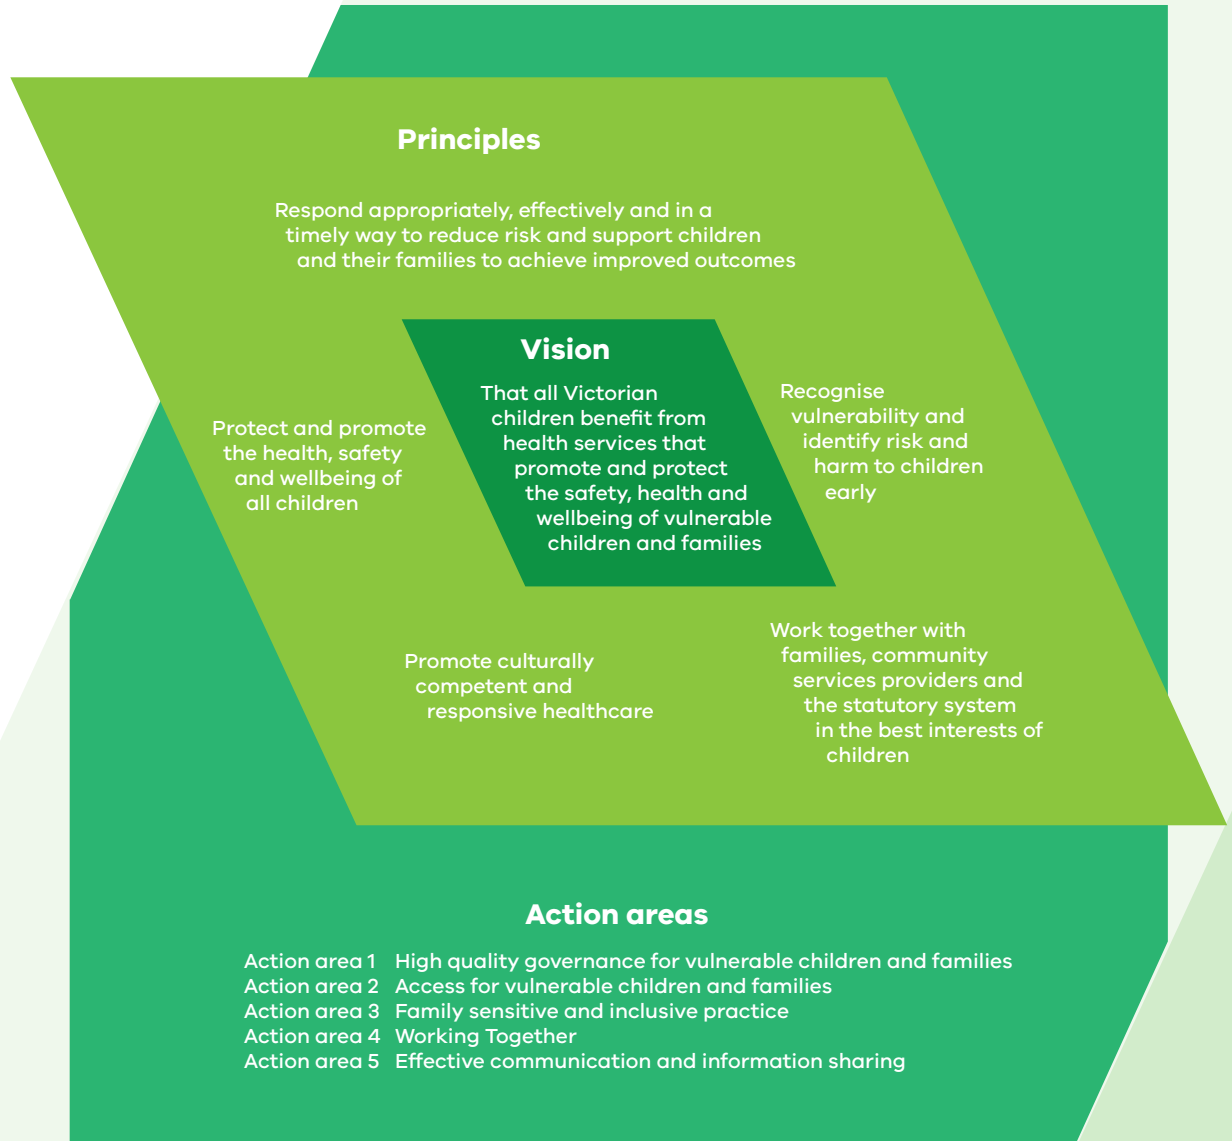 Principles
Respond appropriately, effectively and in a
timely way to reduce risk and support children
and their families to achieve improved outcomes
Vision
That all Victorian
children benefit from
health services that
promote and protect
the safety, health and
wellbeing of vulnerable
children and families
Protect and promote
the health, safety
and wellbeing of
all children
Recognise
vulnerability and
identify risk and
harm to children
early
Promote culturally
competent and
responsive healthcare
Work together with
families, community
services providers and
the statutory system
in the best interests of
children
Action areas
Action area 1 High quality governance for vulnerable children and families
Action area 2 Access for vulnerable children and families
Action area 3 Family sensitive and inclusive practice
Action area 4 Working Together
Action area 5 Effective communication and information sharing